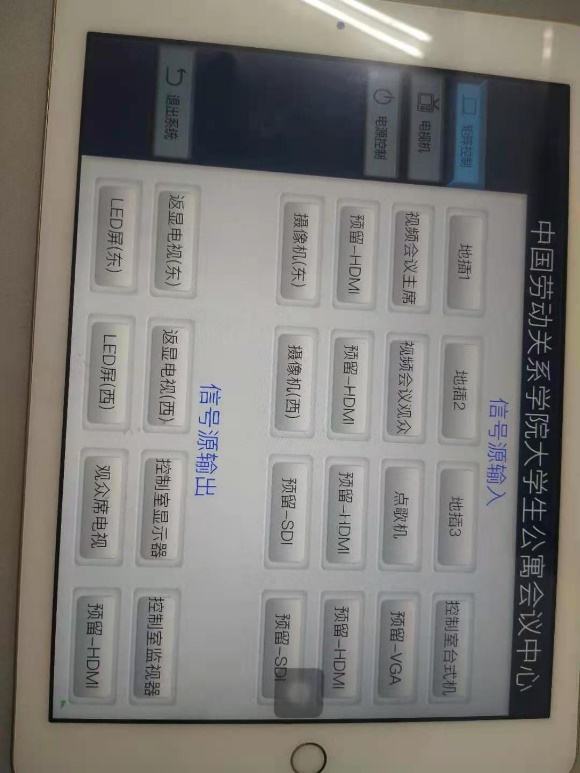 中国劳动关系学院大学生公寓会议中心
矩阵控制
电视机
电源控制
退出系统
信号源输入
地插1
地插2
地插3
控制室台式机
视频会议主席
视频会议观众
点歌机
预留-VGA
预留-HDMI
预留-HDMI
预留-HDMI
预留-HDMI
摄像机(东)
摄像机(西)
预留-SDI
预留-SDI
信号源输出
返显电视(东)
返显电视(西)
控制室显示器
控制室监视器
LED屏(东)
LED屏(西)
观众席电视
预留-HDMI